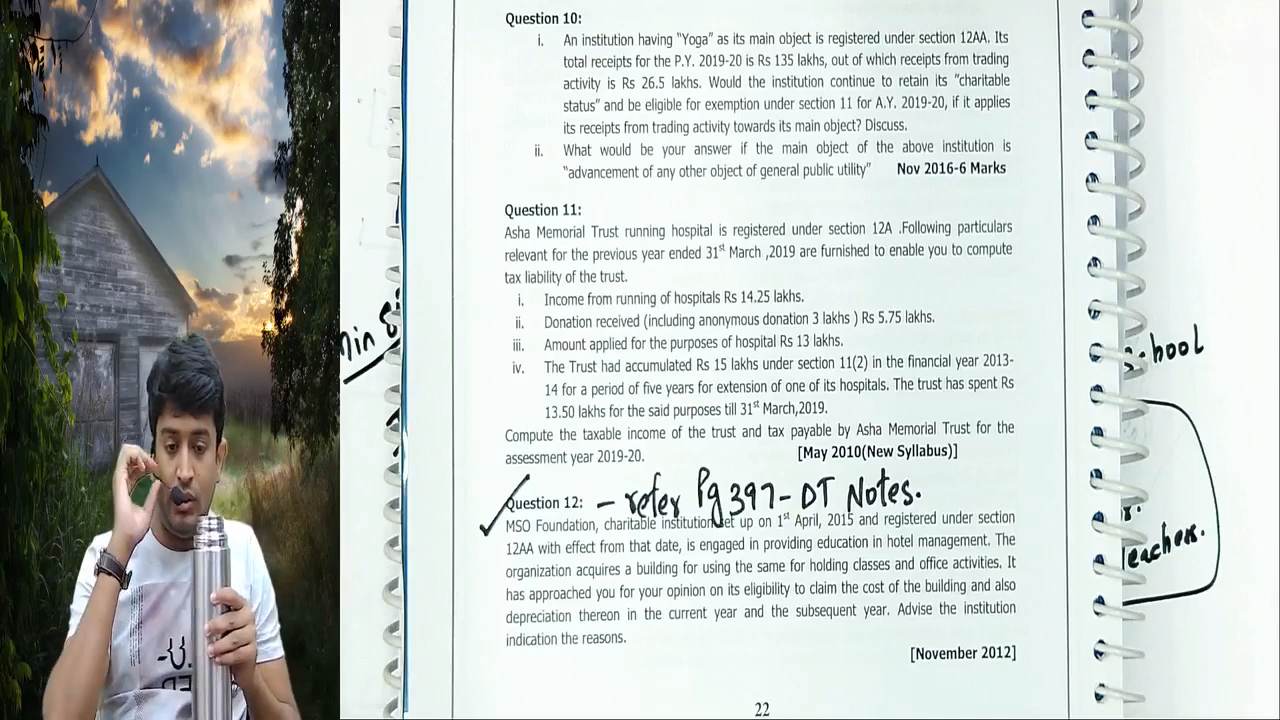 Question 10:
i. An institution having "Yoga" as its main object is registered under section 12AA. Its
total receipts for the P.Y. 2019-20 is Rs 135 lakhs, out of which receipts from trading
activity is Rs 26.5 lakhs. Would the institution continue to retain its "charitable
status" and be eligible for exemption under section 11 for A.Y. 2019-20, if it applies
its receipts from trading activity towards its main object? Discuss.
ii. What would be your answer if the main object of the above institution is
"advancement of any other object of general public utility" Nov 2016-6 Marks
Question 11:
Asha Memorial Trust running hospital is registered under section 12A .Following particulars
relevant for the previous year ended 31st March ,2019 are furnished to enable you to compute
tax liability of the trust.
i. Income from running of hospitals Rs 14.25 lakhs.
ii. Donation received (including anonymous donation 3 lakhs ) Rs 5.75 lakhs.
iii. Amount applied for the purposes of hospital Rs 13 lakhs.
iv. The Trust had accumulated Rs 15 lakhs under section 11(2) in the financial year 2013-
14 for a period of five years for extension of one of its hospitals. The trust has spent Rs
13.50 lakhs for the said purposes till 31st March,2019.
Compute the taxable income of the trust and tax payable by Asha Memorial Trust for the
assessment year 2019-20. [May 2010(New Syllabus)]
Question 12: - refer Pg 397 - DT Notes.
MSO Foundation, charitable institution set up on 1st April, 2015 and registered under section
12AA with effect from that date, is engaged in providing education in hotel management. The
organization acquires a building for using the same for holding classes and office activities. It
has approached you for your opinion on its eligibility to claim the cost of the building and also
depreciation thereon in the current year and the subsequent year. Advise the institution
indication the reasons.
[November 2012]
22